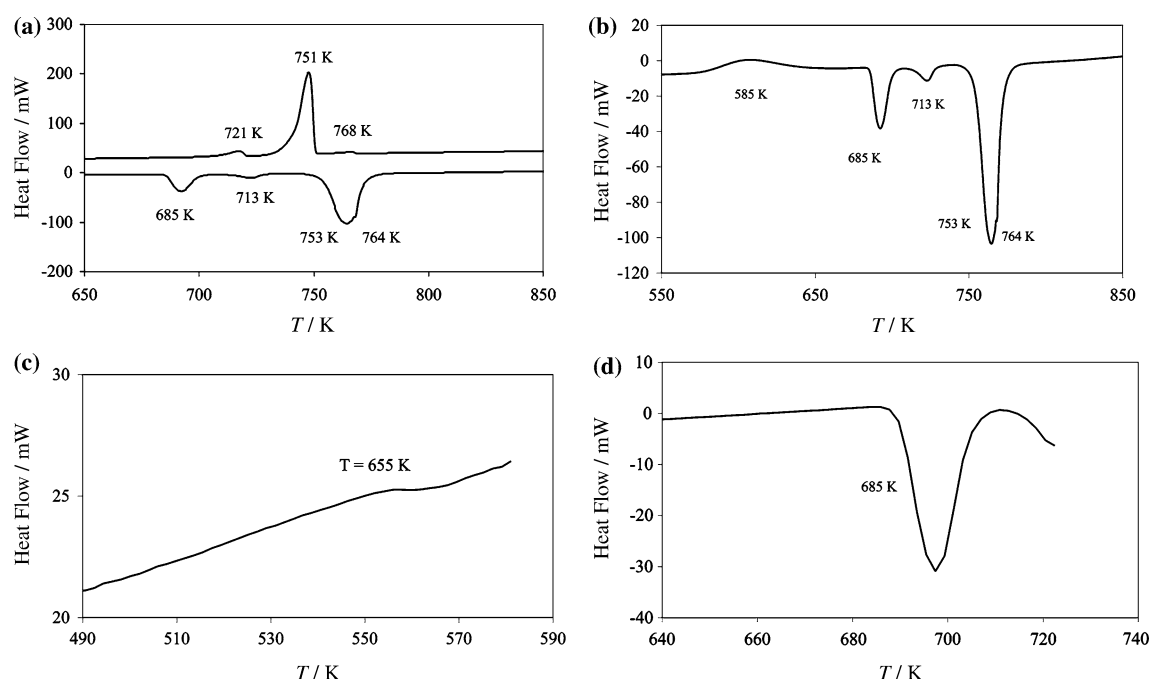 (a)
Heat Flow / mW
300
200
100
0
-100
-200
751 K
721 K
768 K
685 K
713 K
753 K
764 K
650
700
750
800
850
T / K
(b)
Heat Flow / mW
20
0
-20
-40
-60
-80
-100
-120
585 K
713 K
685 K
753 K
764 K
550
650
750
850
T / K
(c)
Heat Flow / mW
30
25
20
T = 655 K
490
510
530
550
570
590
T / K
(d)
Heat Flow / mW
10
0
-10
-20
-30
-40
685 K
640
660
680
700
720
740
T / K